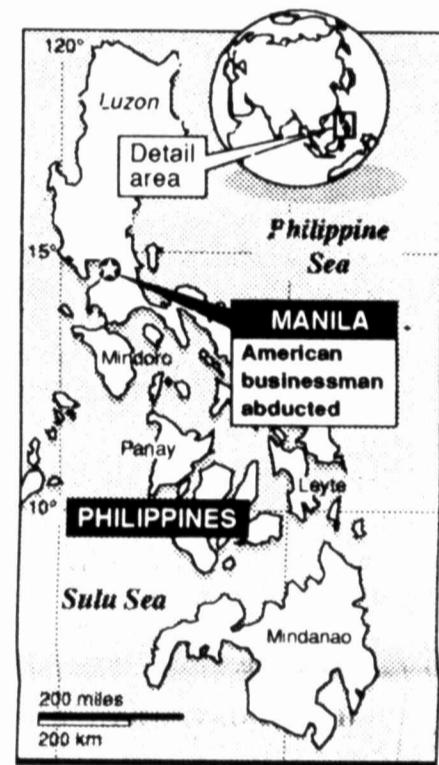 120°
Luzon
Detail
area
Philippine
Sea
15°
MANILA
American
businessman
abducted
Mindoro
Panay
Leyte
10°
PHILIPPINES
Sulu Sea
Mindanao
200 miles
200 km